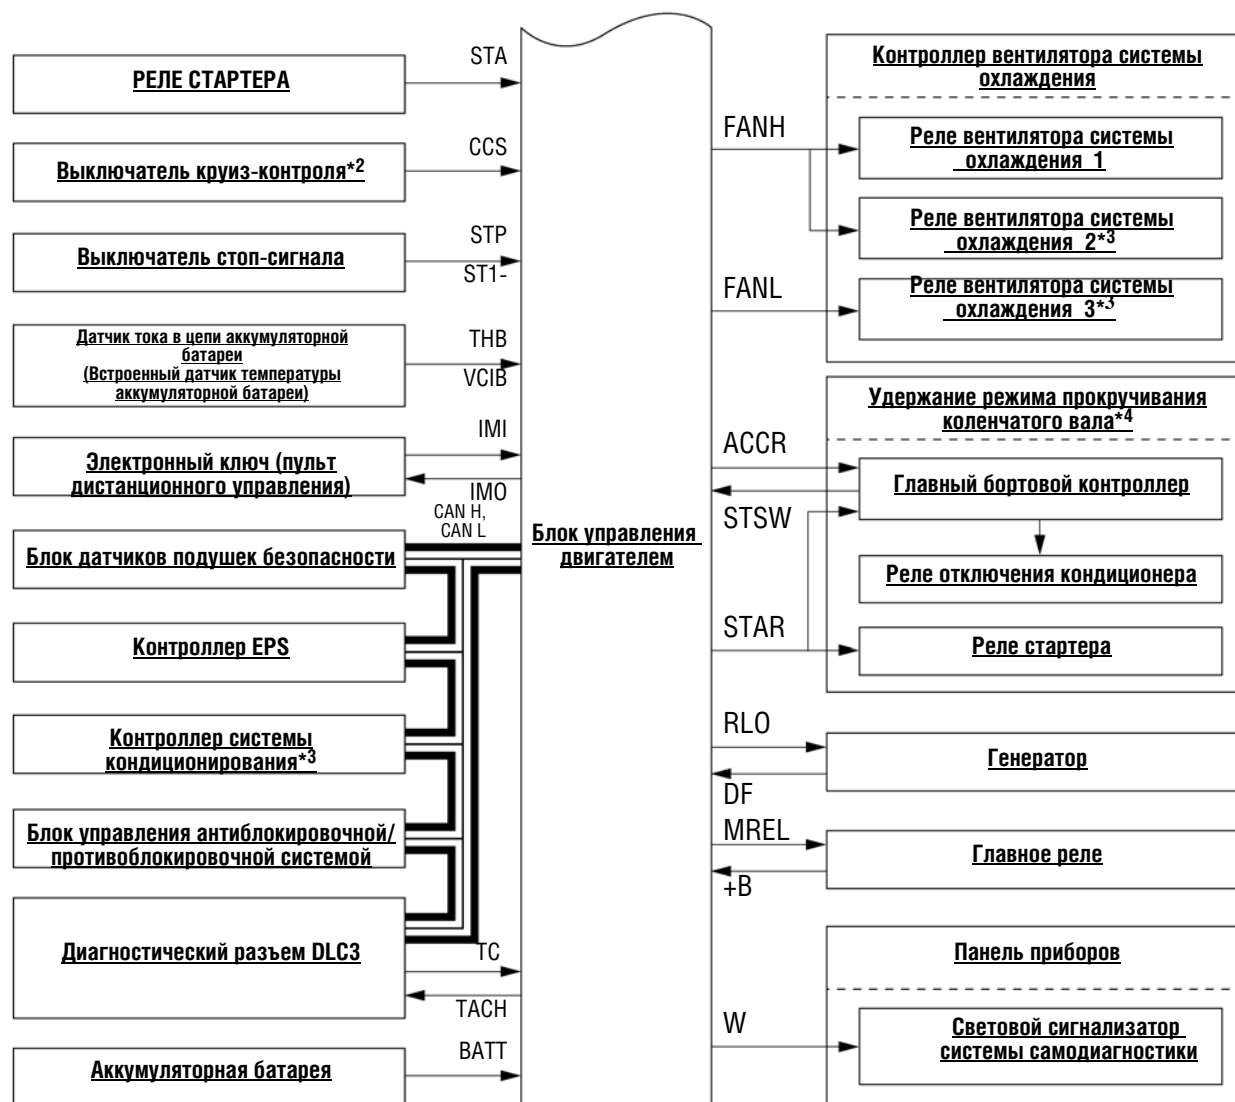 STA
РЕЛЕ СТАРТЕРА
CCS
Выключатель круиз-контроля*2
STP
Выключатель стоп-сигнала
ST1-
Датчик тока в цепи аккумуляторной
батареи
(Встроенный датчик температуры
аккумуляторной батареи)
THB
VCIB
IMI
Электронный ключ (пульт
дистанционного управления)
IMO
CAN H,
CAN L
Блок датчиков подушек безопасности
Контроллер EPS
Контроллер системы
кондиционирования*3
Блок управления антиблокировочной/
противоблокировочной системой
Диагностический разъем DLC3
TC
TACH
BATT
Аккумуляторная батарея
Блок управления
двигателем
Контроллер вентилятора системы
охлаждения
FANH
Реле вентилятора системы
охлаждения 1
Реле вентилятора системы
охлаждения 2*3
FANL
Реле вентилятора системы
охлаждения 3*3
Удержание режима прокручивания
коленчатого вала*4
ACCR
Главный бортовой контроллер
STSW
Реле отключения кондиционера
STAR
Реле стартера
RLO
Генератор
DF
MREL
Главное реле
+B
Панель приборов
W
Световой сигнализатор
системы самодиагностики